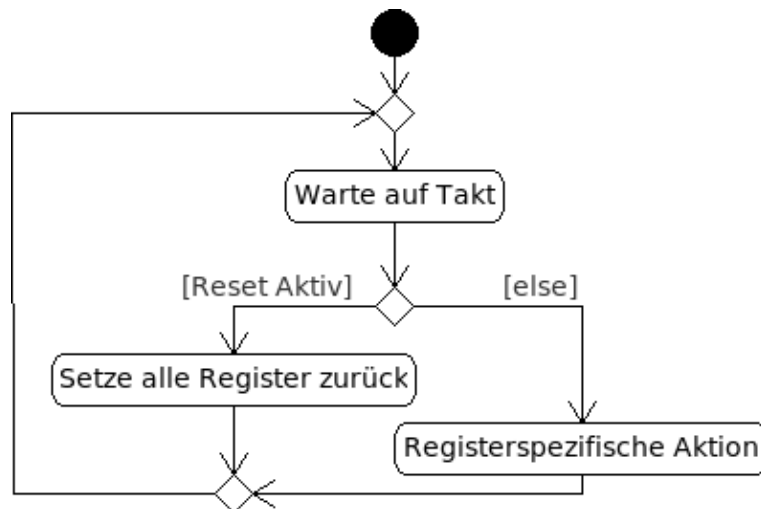 Warte auf Takt
[Reset Aktiv]
[else]
Setze alle Register zurück
Registerspezifische Aktion